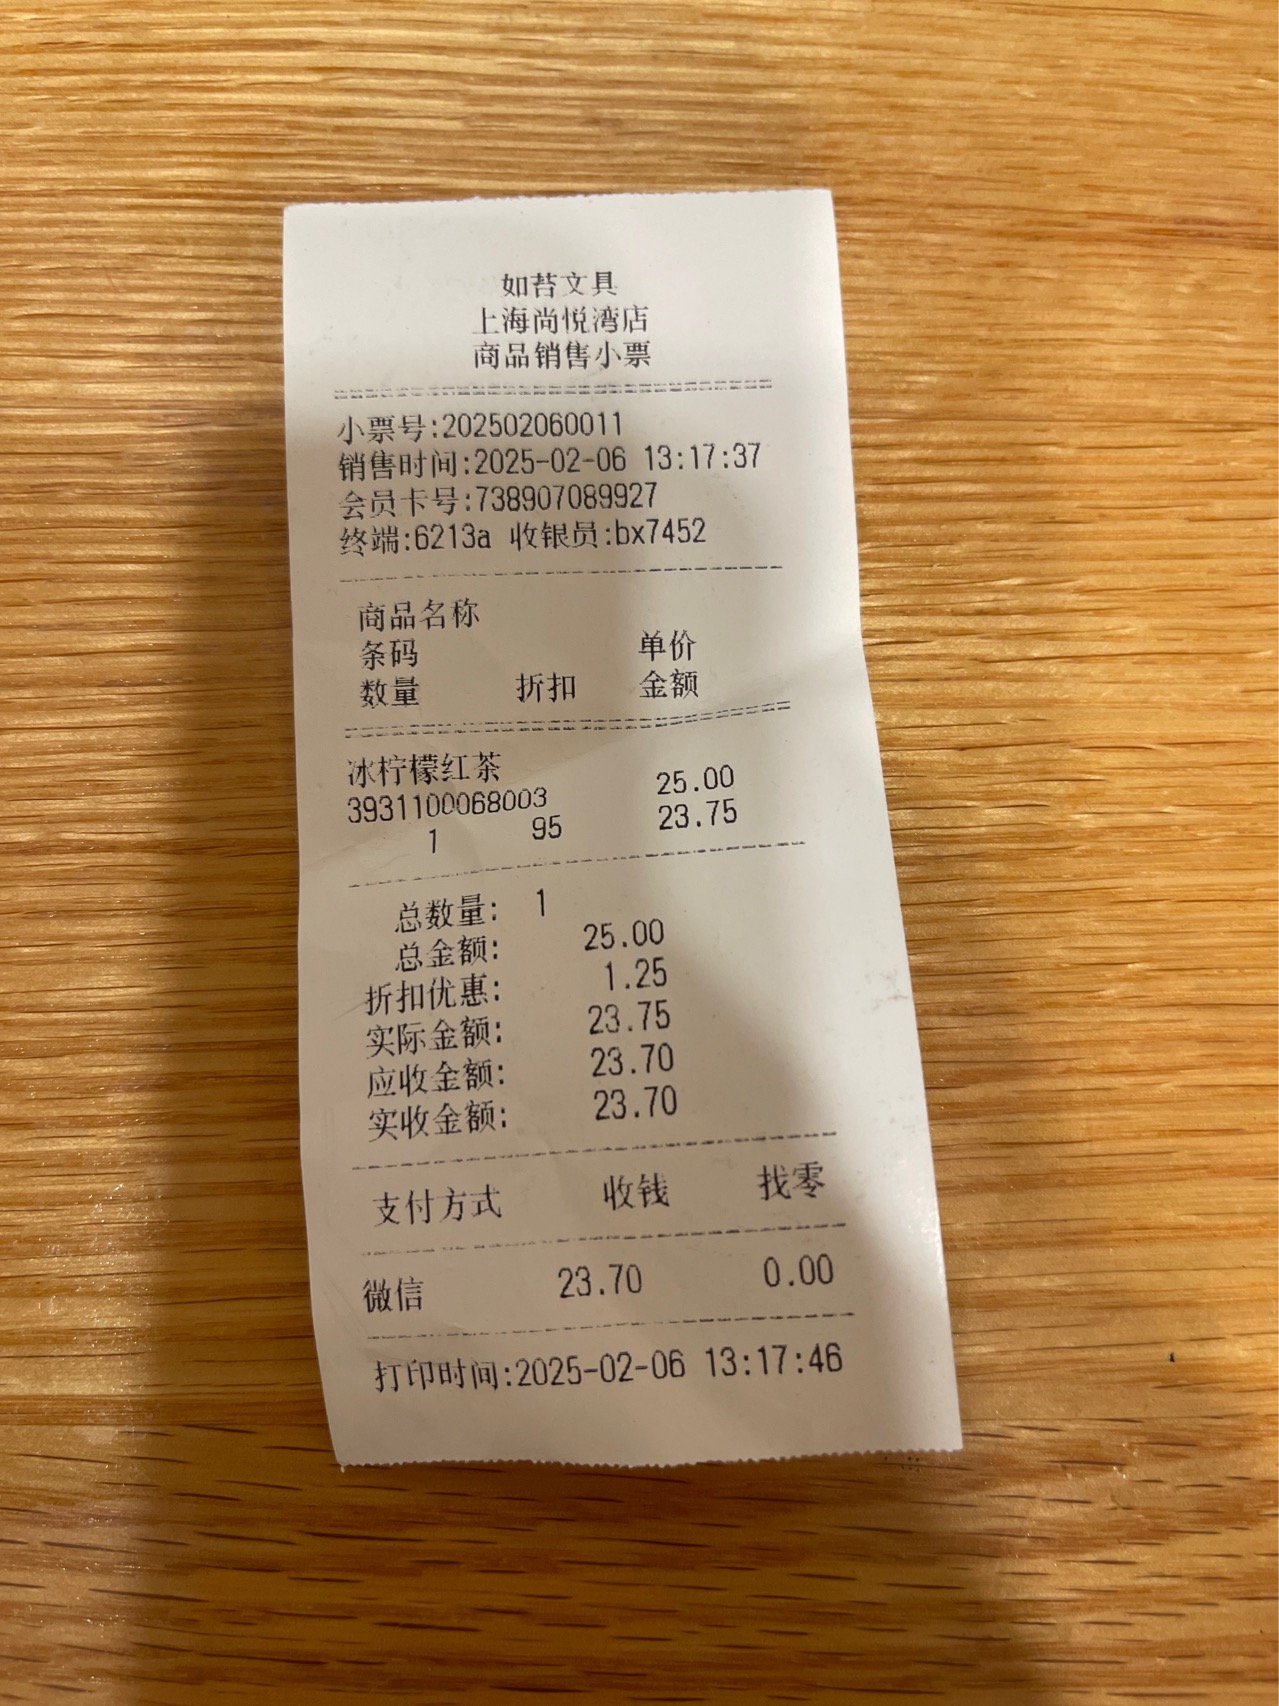 如苔文具
上海尚悦湾店
商品销售小票
小票号:202502060011
销售时间:2025-02-06 13:17:37
会员卡号:738907089927
终端:6213a 收银员:bx7452
商品名称
条码 单价
数量 折扣 金额
冰柠檬红茶
3931100068003 25.00
1 95 23.75
总数量: 1
总金额: 25.00
折扣优惠: 1.25
实际金额: 23.75
应收金额: 23.70
实收金额: 23.70
支付方式 收钱 找零
微信 23.70 0.00
打印时间:2025-02-06 13:17:46